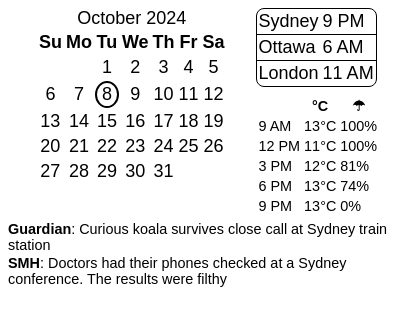 October 2024
Su Mo Tu We Th Fr Sa
1 2 3 4 5
6 7 8 9 10 11 12
13 14 15 16 17 18 19
20 21 22 23 24 25 26
27 28 29 30 31
Sydney 9 PM
Ottawa 6 AM
London 11 AM
°C ☂
9 AM 13°C 100%
12 PM 11°C 100%
3 PM 12°C 81%
6 PM 13°C 74%
9 PM 13°C 0%
Guardian: Curious koala survives close call at Sydney train
station
SMH: Doctors had their phones checked at a Sydney
conference. The results were filthy